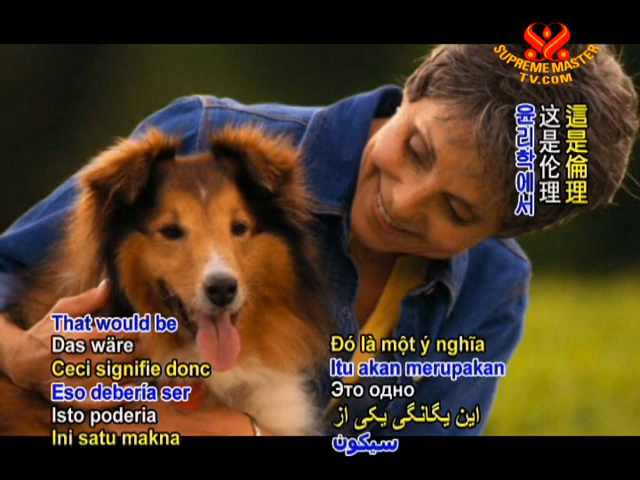 SUPREME MASTER
TV.COM
這是倫理
这是伦理
윤리학에서
That would be
Das wäre
Ceci signifie donc
Eso debería ser
Isto poderia
Ini satu makna
Đó là một ý nghĩa
Itu akan merupakan
Это одно
این یگانگی یکی از
سيكون